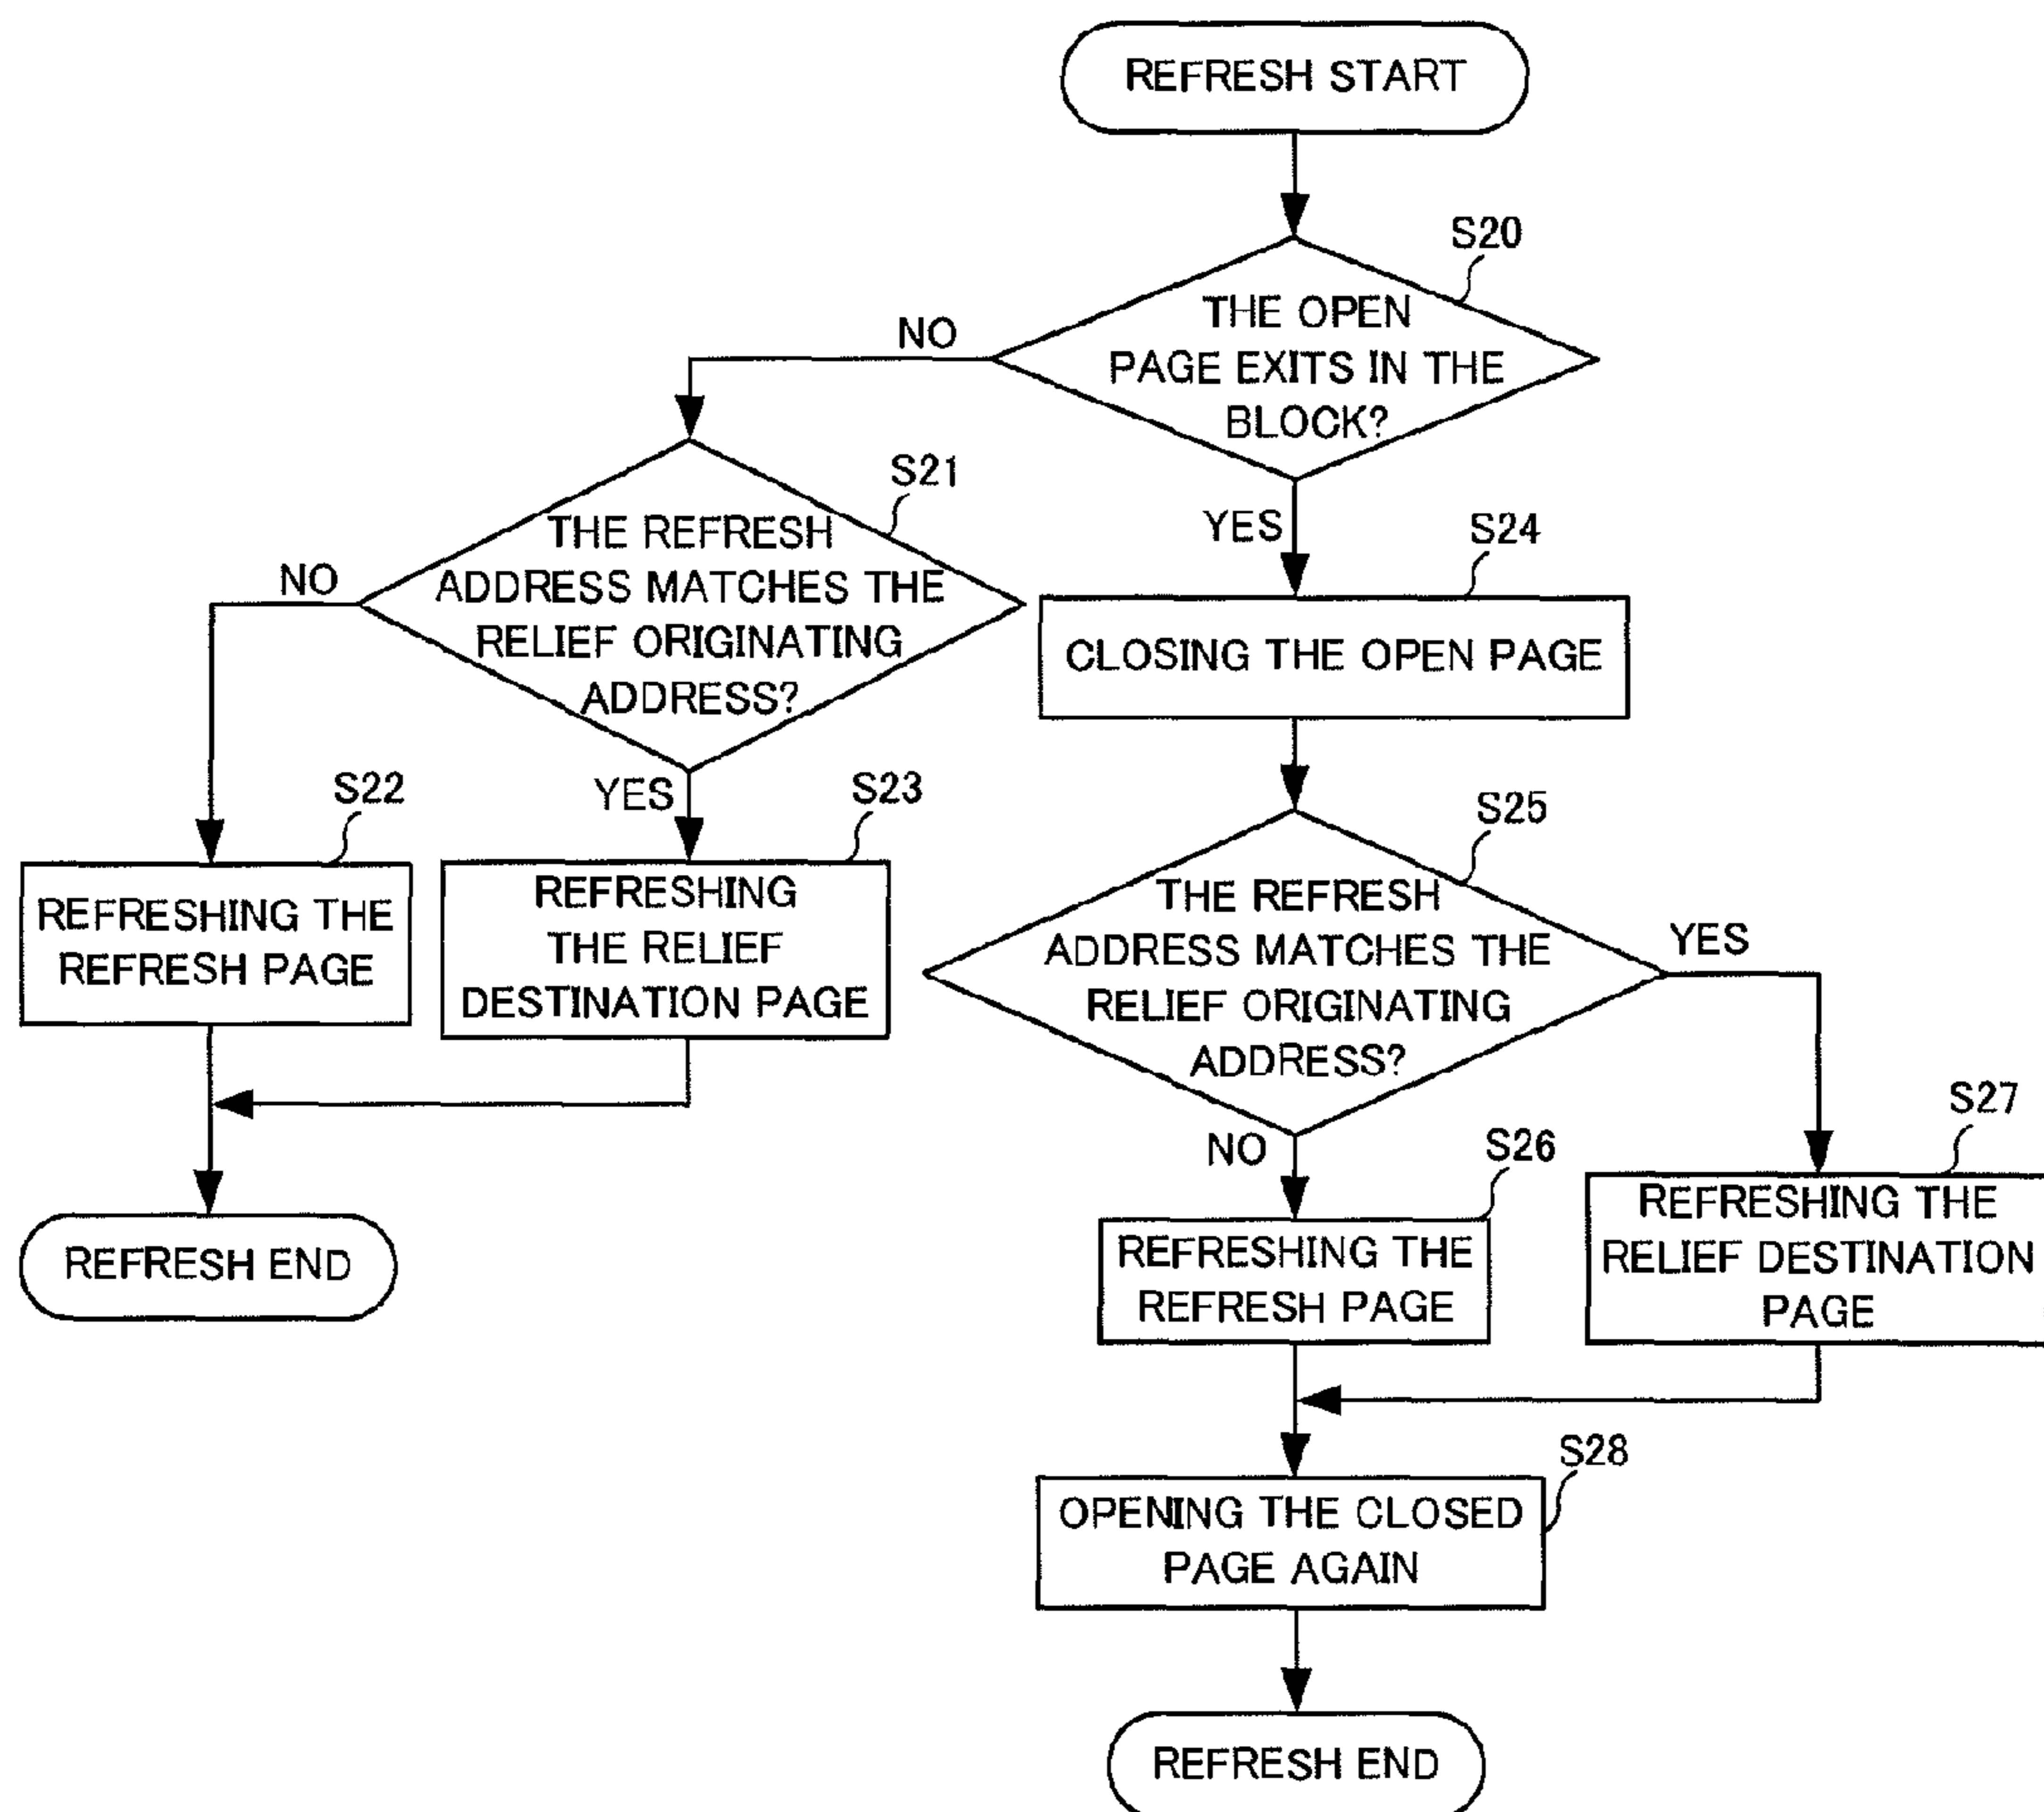 REFRESH START
S20
THE OPEN
PAGE EXITS IN THE
BLOCK?
NO
YES
S21
THE REFRESH
ADDRESS MATCHES THE
RELIEF ORIGINATING
ADDRESS?
NO
YES
S22
REFRESHING THE
REFRESH PAGE
S23
REFRESHING
THE RELIEF
DESTINATION PAGE
REFRESH END
S24
CLOSING THE OPEN PAGE
S25
THE REFRESH
ADDRESS MATCHES THE
RELIEF ORIGINATING
ADDRESS?
YES
NO
S26
REFRESHING THE
REFRESH PAGE
S27
REFRESHING THE
RELIEF DESTINATION
PAGE
S28
OPENING THE CLOSED
PAGE AGAIN
REFRESH END